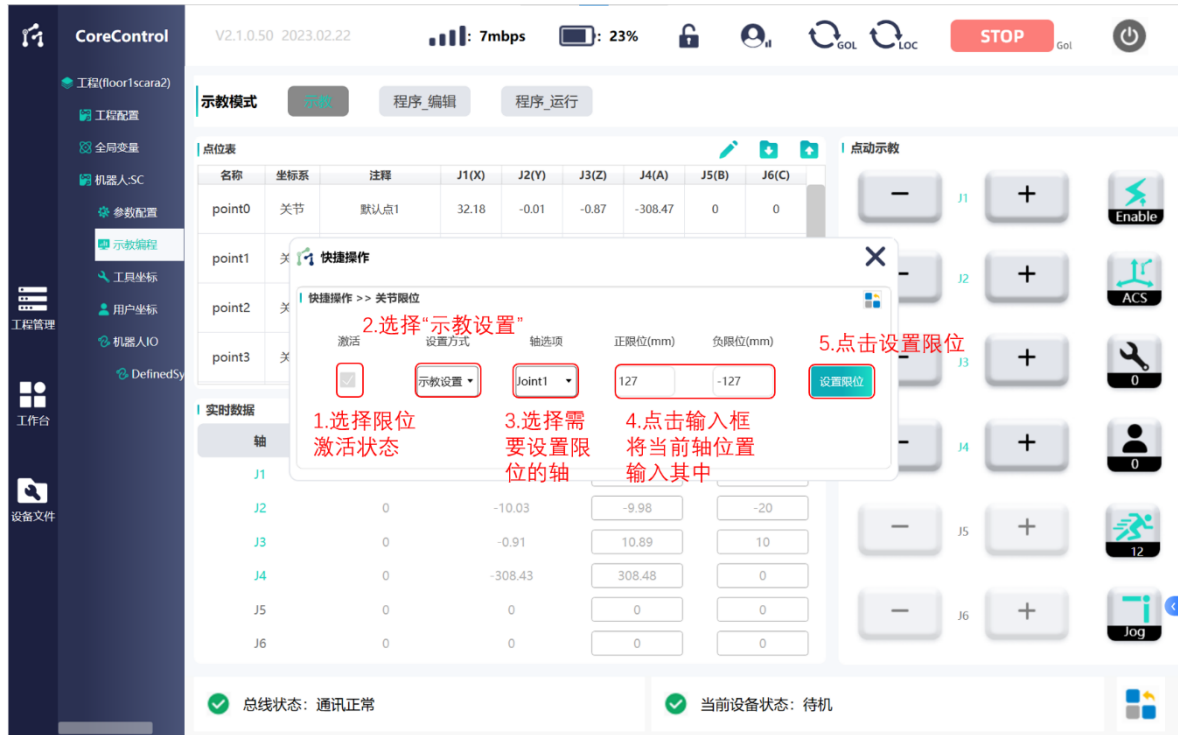 CoreControl
V2.1.0.50 2023.02.22
: 7mbps
: 23%
GOL
LOC
STOP
Gol
工程(floor1scara2)
工程配置
全局变量
机器人:SC
参数配置
示教编程
工具坐标
用户坐标
机器人IO
DefinedSy
工程管理
工作台
设备文件
示教模式
示教
程序_编辑
程序_运行
点位表
名称 坐标系 注释 J1(X) J2(Y) J3(Z) J4(A) J5(B) J6(C)
point0 关节 默认点1 32.18 -0.01 -0.87 -308.47 0 0
point1
point2
point3
快捷操作
快捷操作 >> 关节限位
2.选择“示教设置”
激活 设置方式 轴选项 正限位(mm) 负限位(mm)
5.点击设置限位
示教设置 Joint1 127 -127 设置限位
1.选择限位
激活状态
3.选择需
要设置限
位的轴
4.点击输入框
将当前轴位置
输入其中
实时数据
轴
J1
J2 0 -10.03 -9.98 -20
J3 0 -0.91 10.89 10
J4 0 -308.43 308.48 0
J5 0 0 0 0
J6 0 0 0 0
点动示教
− J1 + Enable
− J2 + ACS
− J3 + 0
− J4 + 0
− J5 + 12
− J6 + Jog
总线状态：通讯正常
当前设备状态：待机